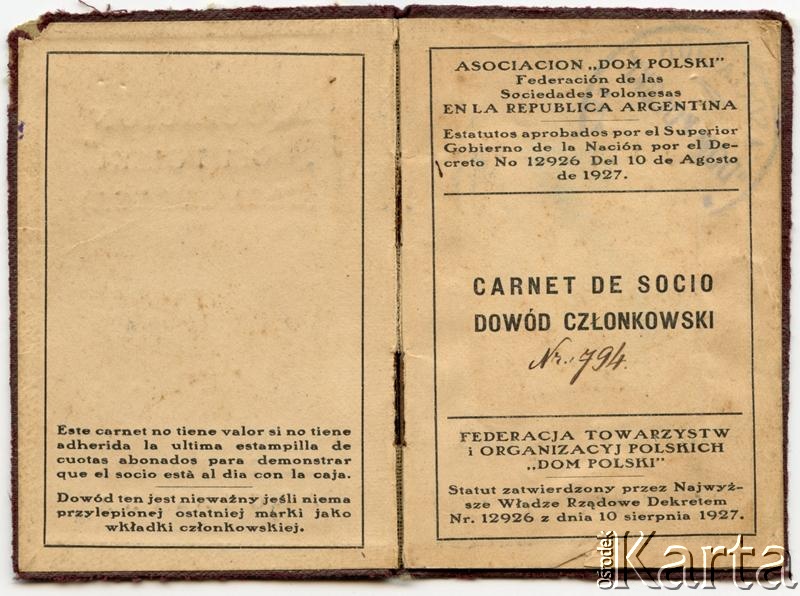 Este carnet no tiene valor si no tiene
adherida la ultima estampilla de
cuotas abonados para demonstrar
que el socio està al dia con la caja.
Dowód ten jest nieważny jeśli niema
przylepionej ostatniej marki jako
wkładki członkowskiej.
ASOCIACION „DOM POLSKI"
Federación de las
Sociedades Polonesas
EN LA REPUBLICA ARGENTINA
Estatutos aprobados por el Superior
Gobierno de la Nación por el De-
creto No 12926 Del 10 de Agosto
de 1927.
CARNET DE SOCIO
DOWÓD CZŁONKOWSKI
Nr. 794.
FEDERACJA TOWARZYSTW
i ORGANIZACYJ POLSKICH
„DOM POLSKI"
Statut zatwierdzony przez Najwyż-
sze Władze Rządowe Dekretem
Nr. 12926 z dnia 10 sierpnia 1927.
Ośrodek
Karta